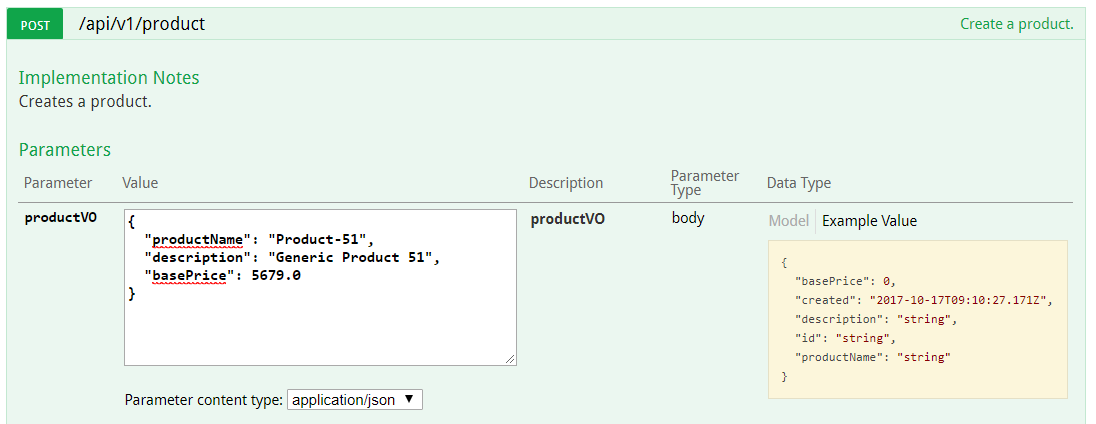 POST /api/v1/product Create a product.
Implementation Notes
Creates a product.
Parameters
Parameter Value Description Parameter Type Data Type
productVO
{
  "productName": "Product-51",
  "description": "Generic Product 51",
  "basePrice": 5679.0
}
productVO body Model Example Value
{
  "basePrice": 0,
  "created": "2017-10-17T09:10:27.171Z",
  "description": "string",
  "id": "string",
  "productName": "string"
}
Parameter content type: application/json